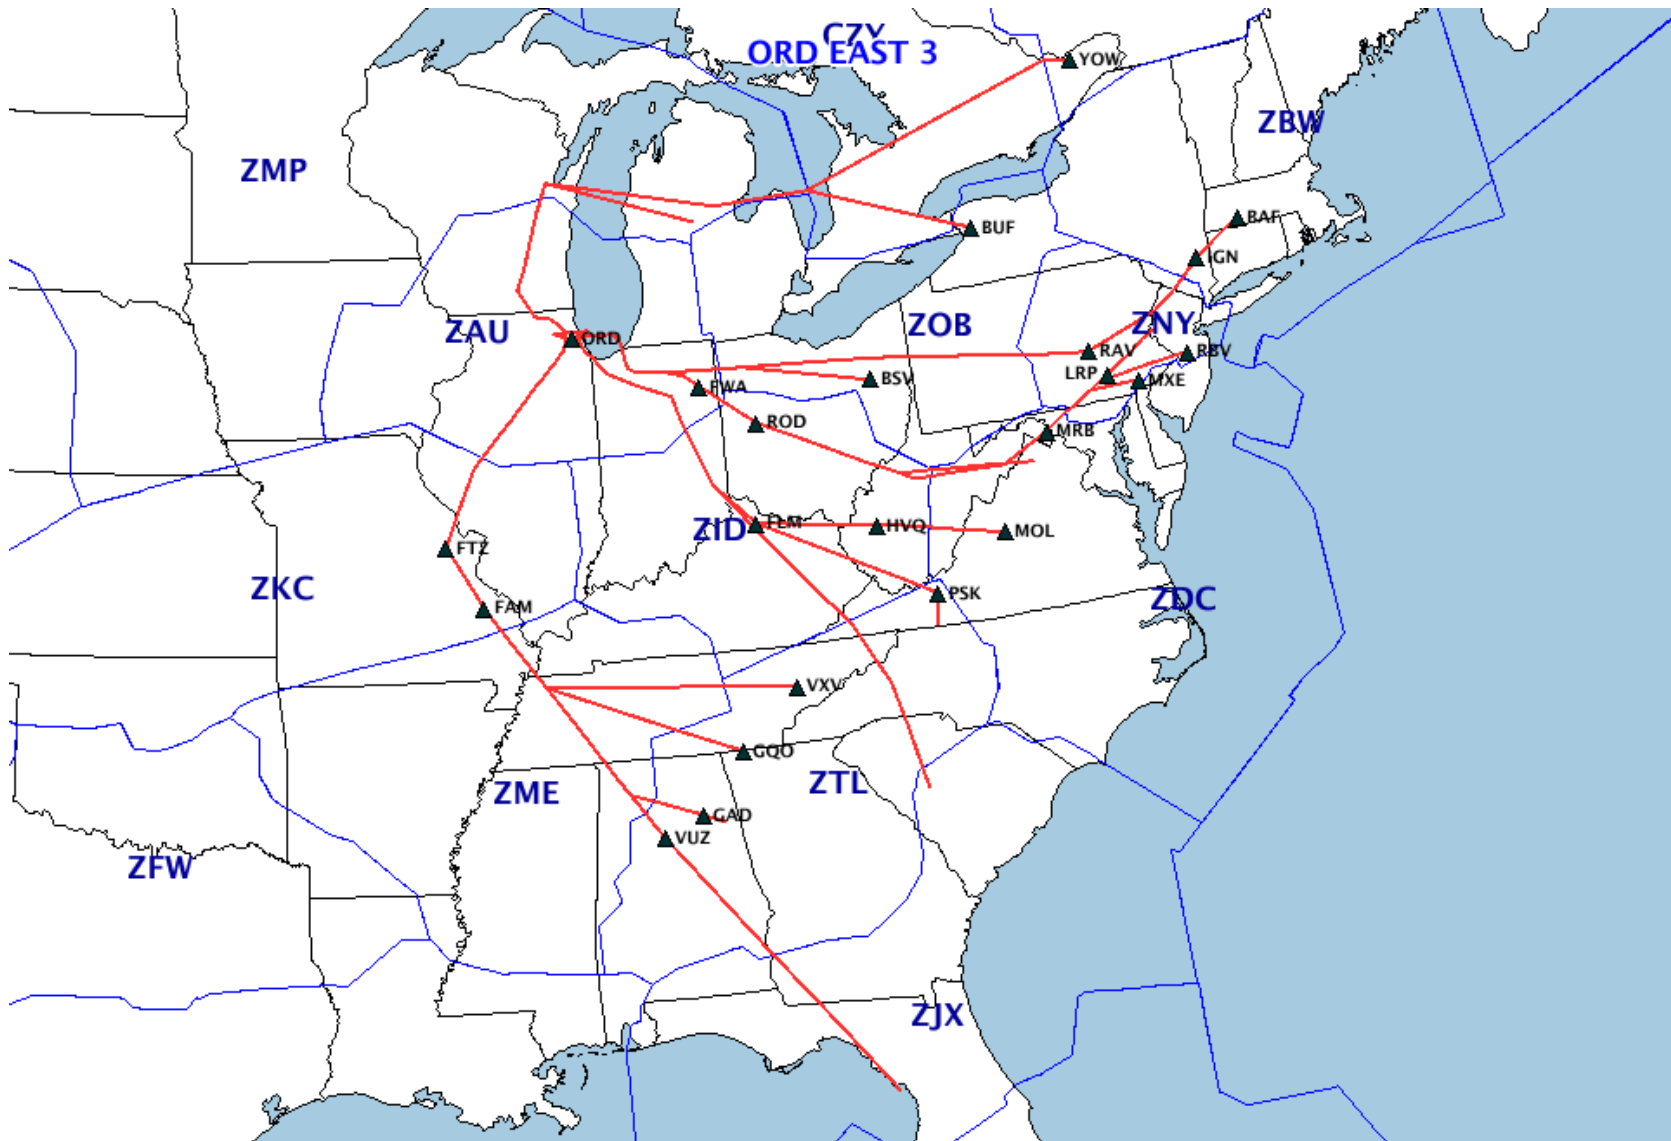 CZY
ORD EAST 3
YOW
ZBW
ZMP
BAF
BUF
IGN
ZAU
ZOB
ZNY
ORD
RAV
RBV
LRP
MXE
BSV
FWA
ROD
MRB
ZID
FLM
HVQ
MOL
FTZ
ZKC
PSK
ZDC
FAM
VXV
GQO
ZME
ZTL
GAD
VUZ
ZFW
ZJX